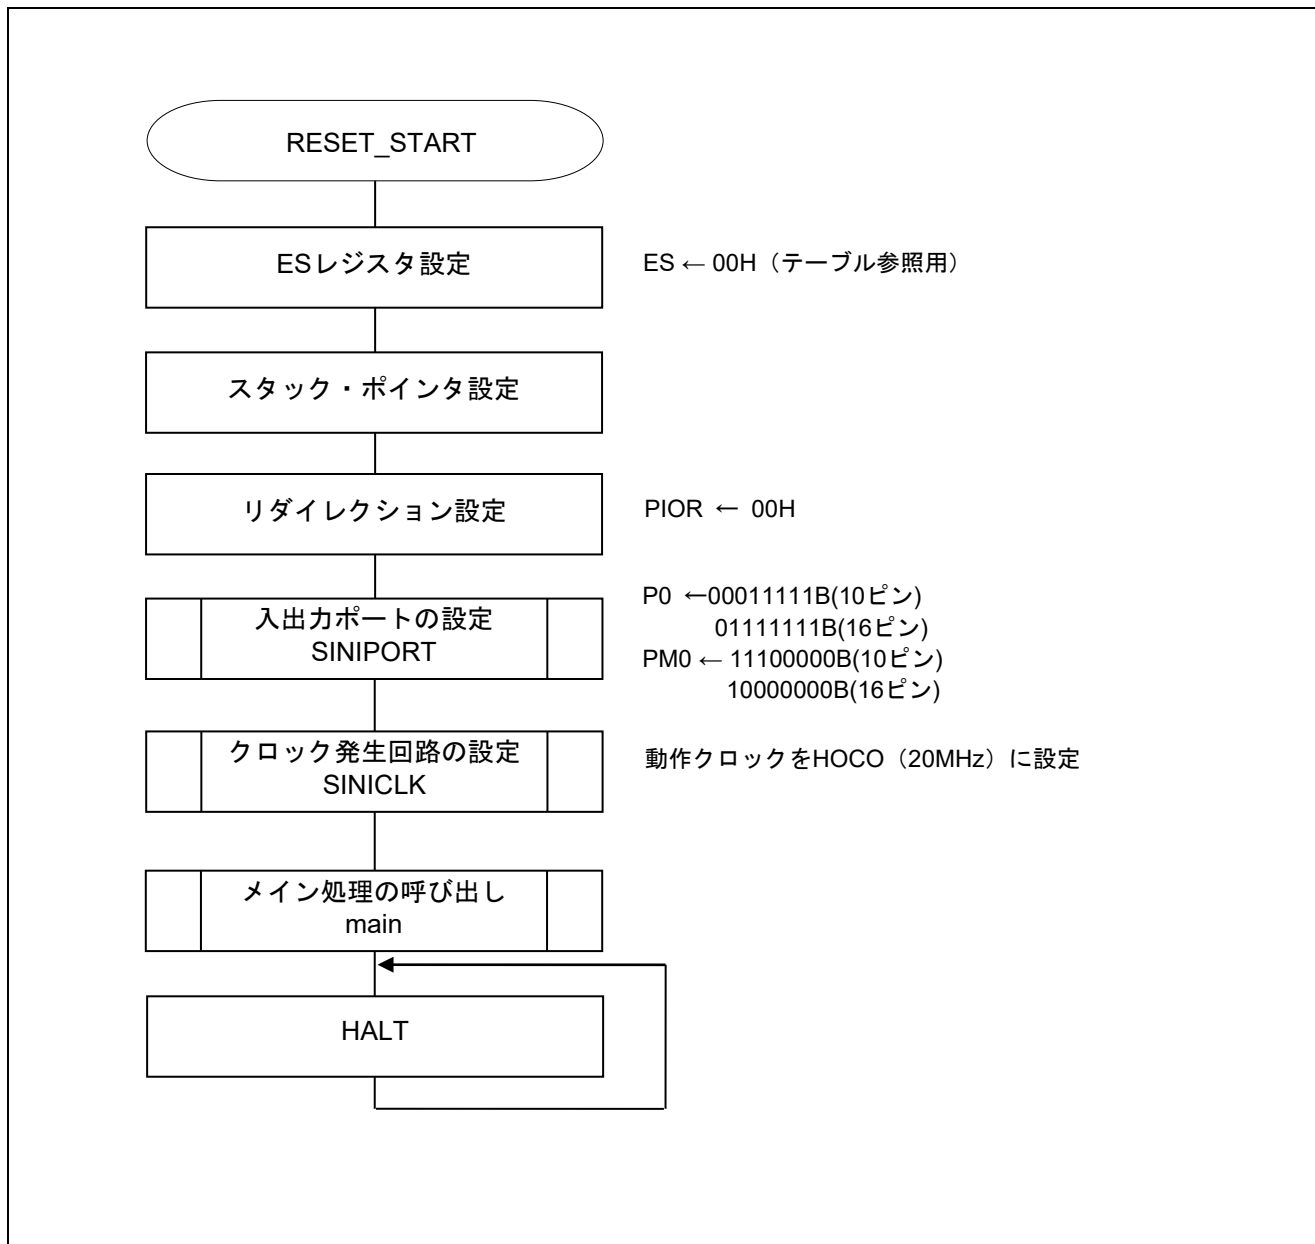 RESET_START
ESレジスタ設定
ES ← 00H（テーブル参照用）
スタック・ポインタ設定
リダイレクション設定
PIOR ← 00H
入出力ポートの設定
SINIPORT
P0 ←00011111B(10ピン)
01111111B(16ピン)
PM0 ← 11100000B(10ピン)
10000000B(16ピン)
クロック発生回路の設定
SINICLK
動作クロックをHOCO（20MHz）に設定
メイン処理の呼び出し
main
HALT